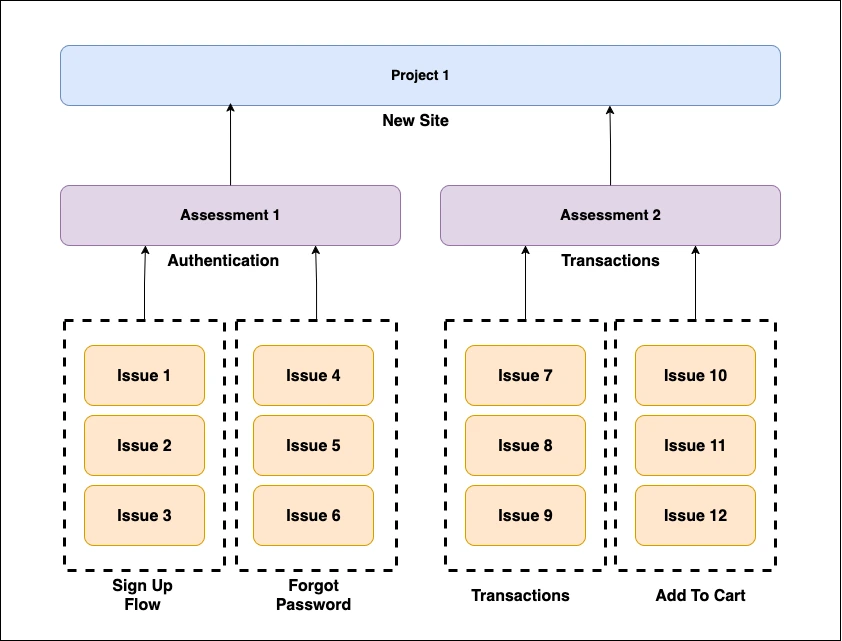 Project 1
New Site
Assessment 1
Assessment 2
Authentication
Transactions
Issue 1
Issue 4
Issue 7
Issue 10
Issue 2
Issue 5
Issue 8
Issue 11
Issue 3
Issue 6
Issue 9
Issue 12
Sign Up
Flow
Forgot
Password
Transactions
Add To Cart